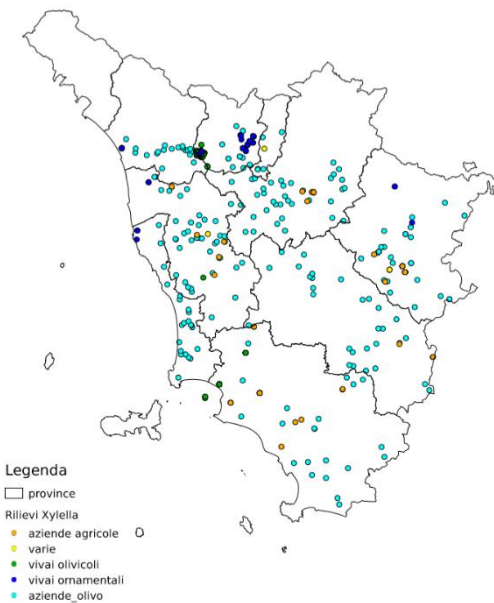 Legenda
province
Rilievi Xylella
aziende agricole
varie
vivai olivicoli
vivai ornamentali
aziende_olivo